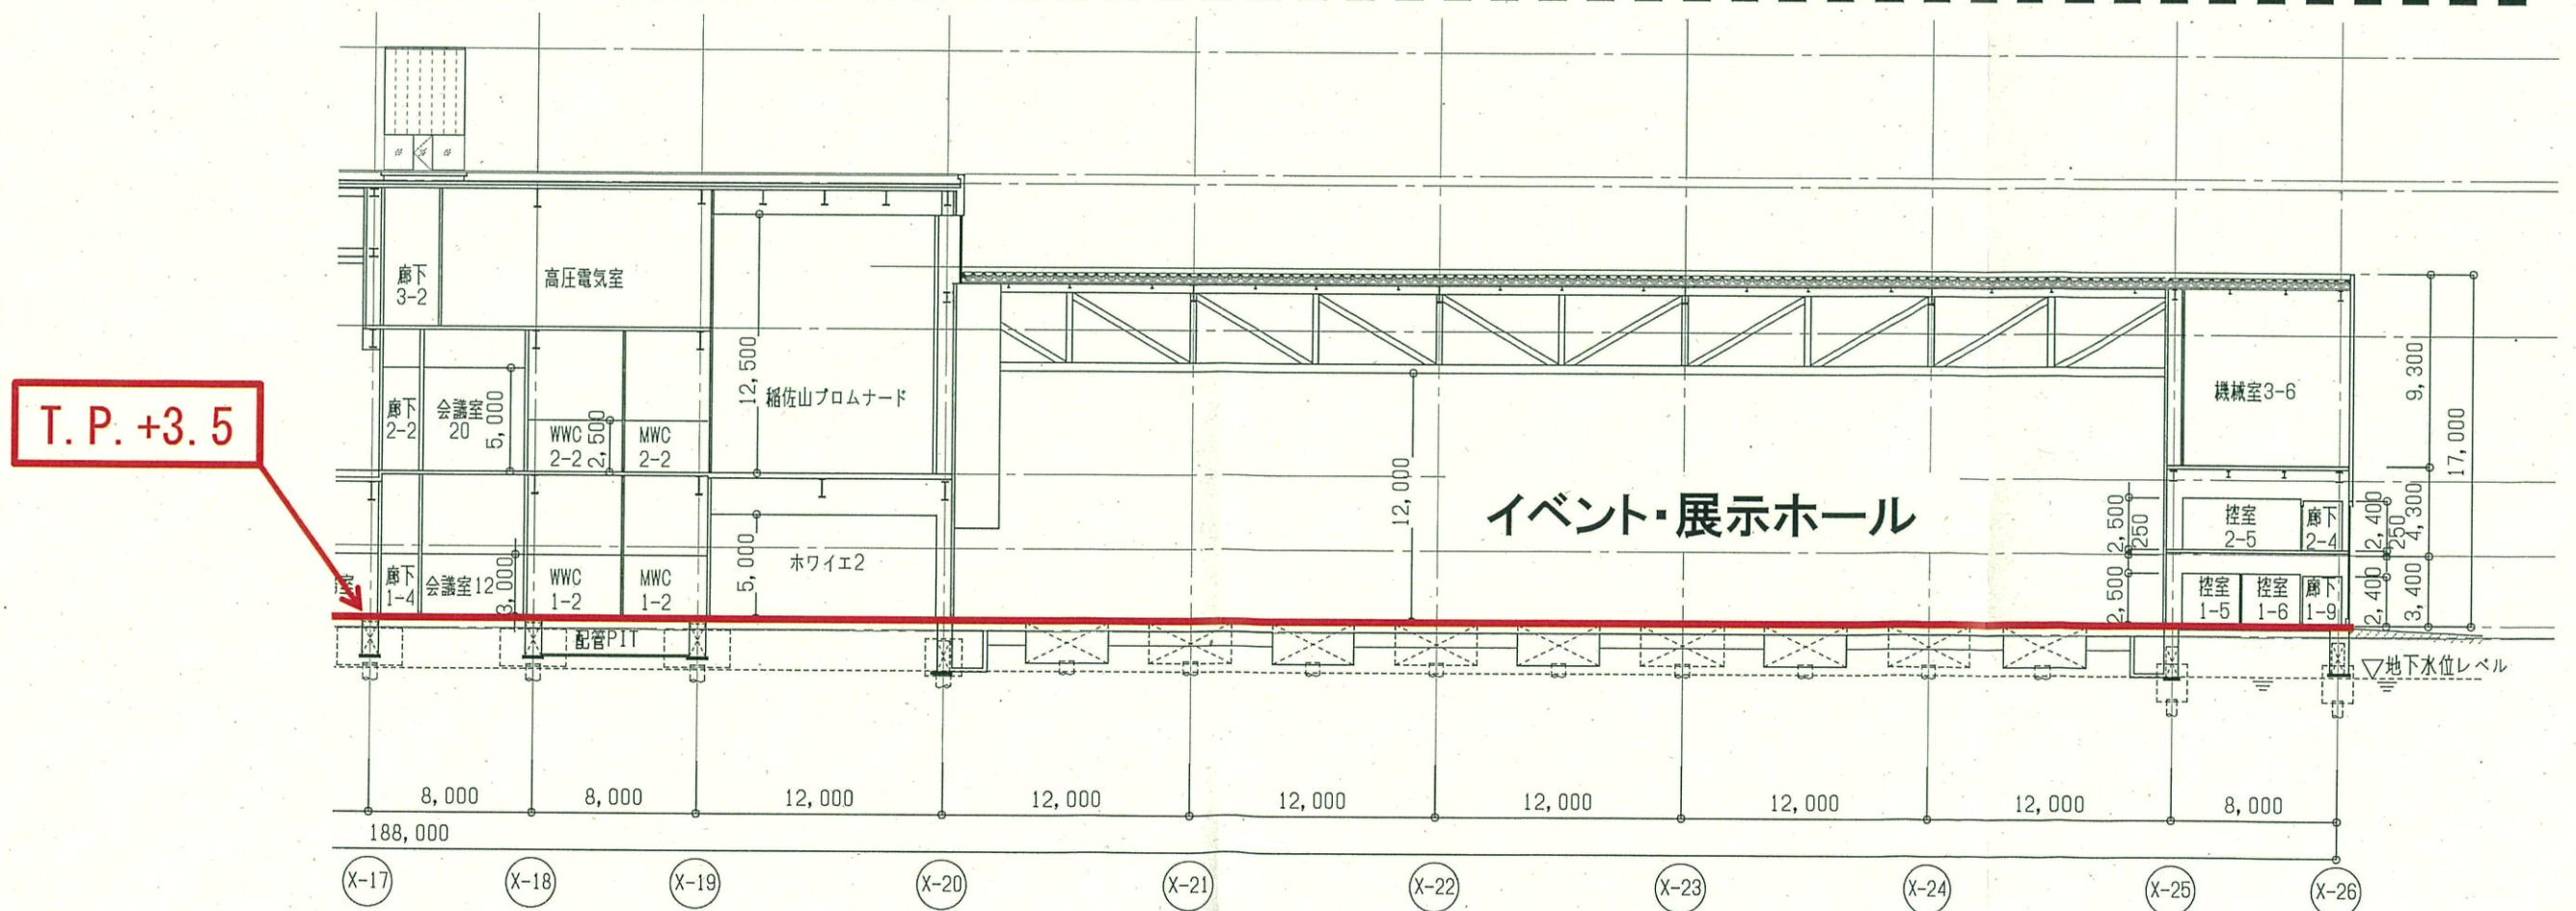 廊下
3-2
高圧電気室
T.P.+3.5
廊下
2-2
会議室
20
5,000
WWC
2-2
2,500
MWC
2-2
12,500
稲佐山プロムナード
12,000
イベント・展示ホール
機械室3-6
9,300
17,000
2,500
250
控室
2-5
廊下
2-4
2,400
250
4,300
室
廊下
1-4
会議室12
3,000
WWC
1-2
MWC
1-2
5,000
ホワイエ2
2,500
控室
1-5
控室
1-6
廊下
1-9
2,400
3,400
配管PIT
▽地下水位レベル
8,000
8,000
12,000
12,000
12,000
12,000
12,000
12,000
8,000
188,000
X-17
X-18
X-19
X-20
X-21
X-22
X-23
X-24
X-25
X-26